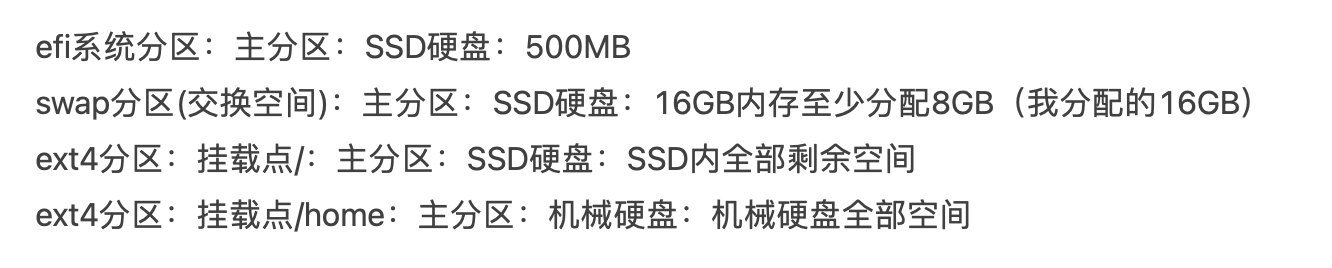 efi系统分区：主分区：SSD硬盘：500MB
swap分区(交换空间)：主分区：SSD硬盘：16GB内存至少分配8GB（我分配的16GB）
ext4分区：挂载点/：主分区：SSD硬盘：SSD内全部剩余空间
ext4分区：挂载点/home：主分区：机械硬盘：机械硬盘全部空间